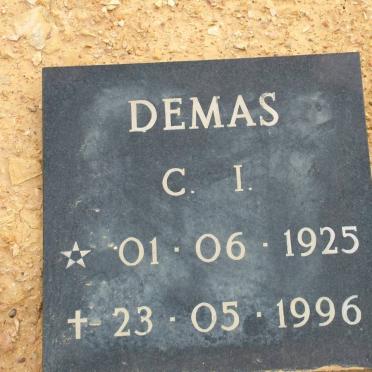 DEMAS
C. I.
☆ 01 · 06 · 1925
✝ 23 · 05 · 1996